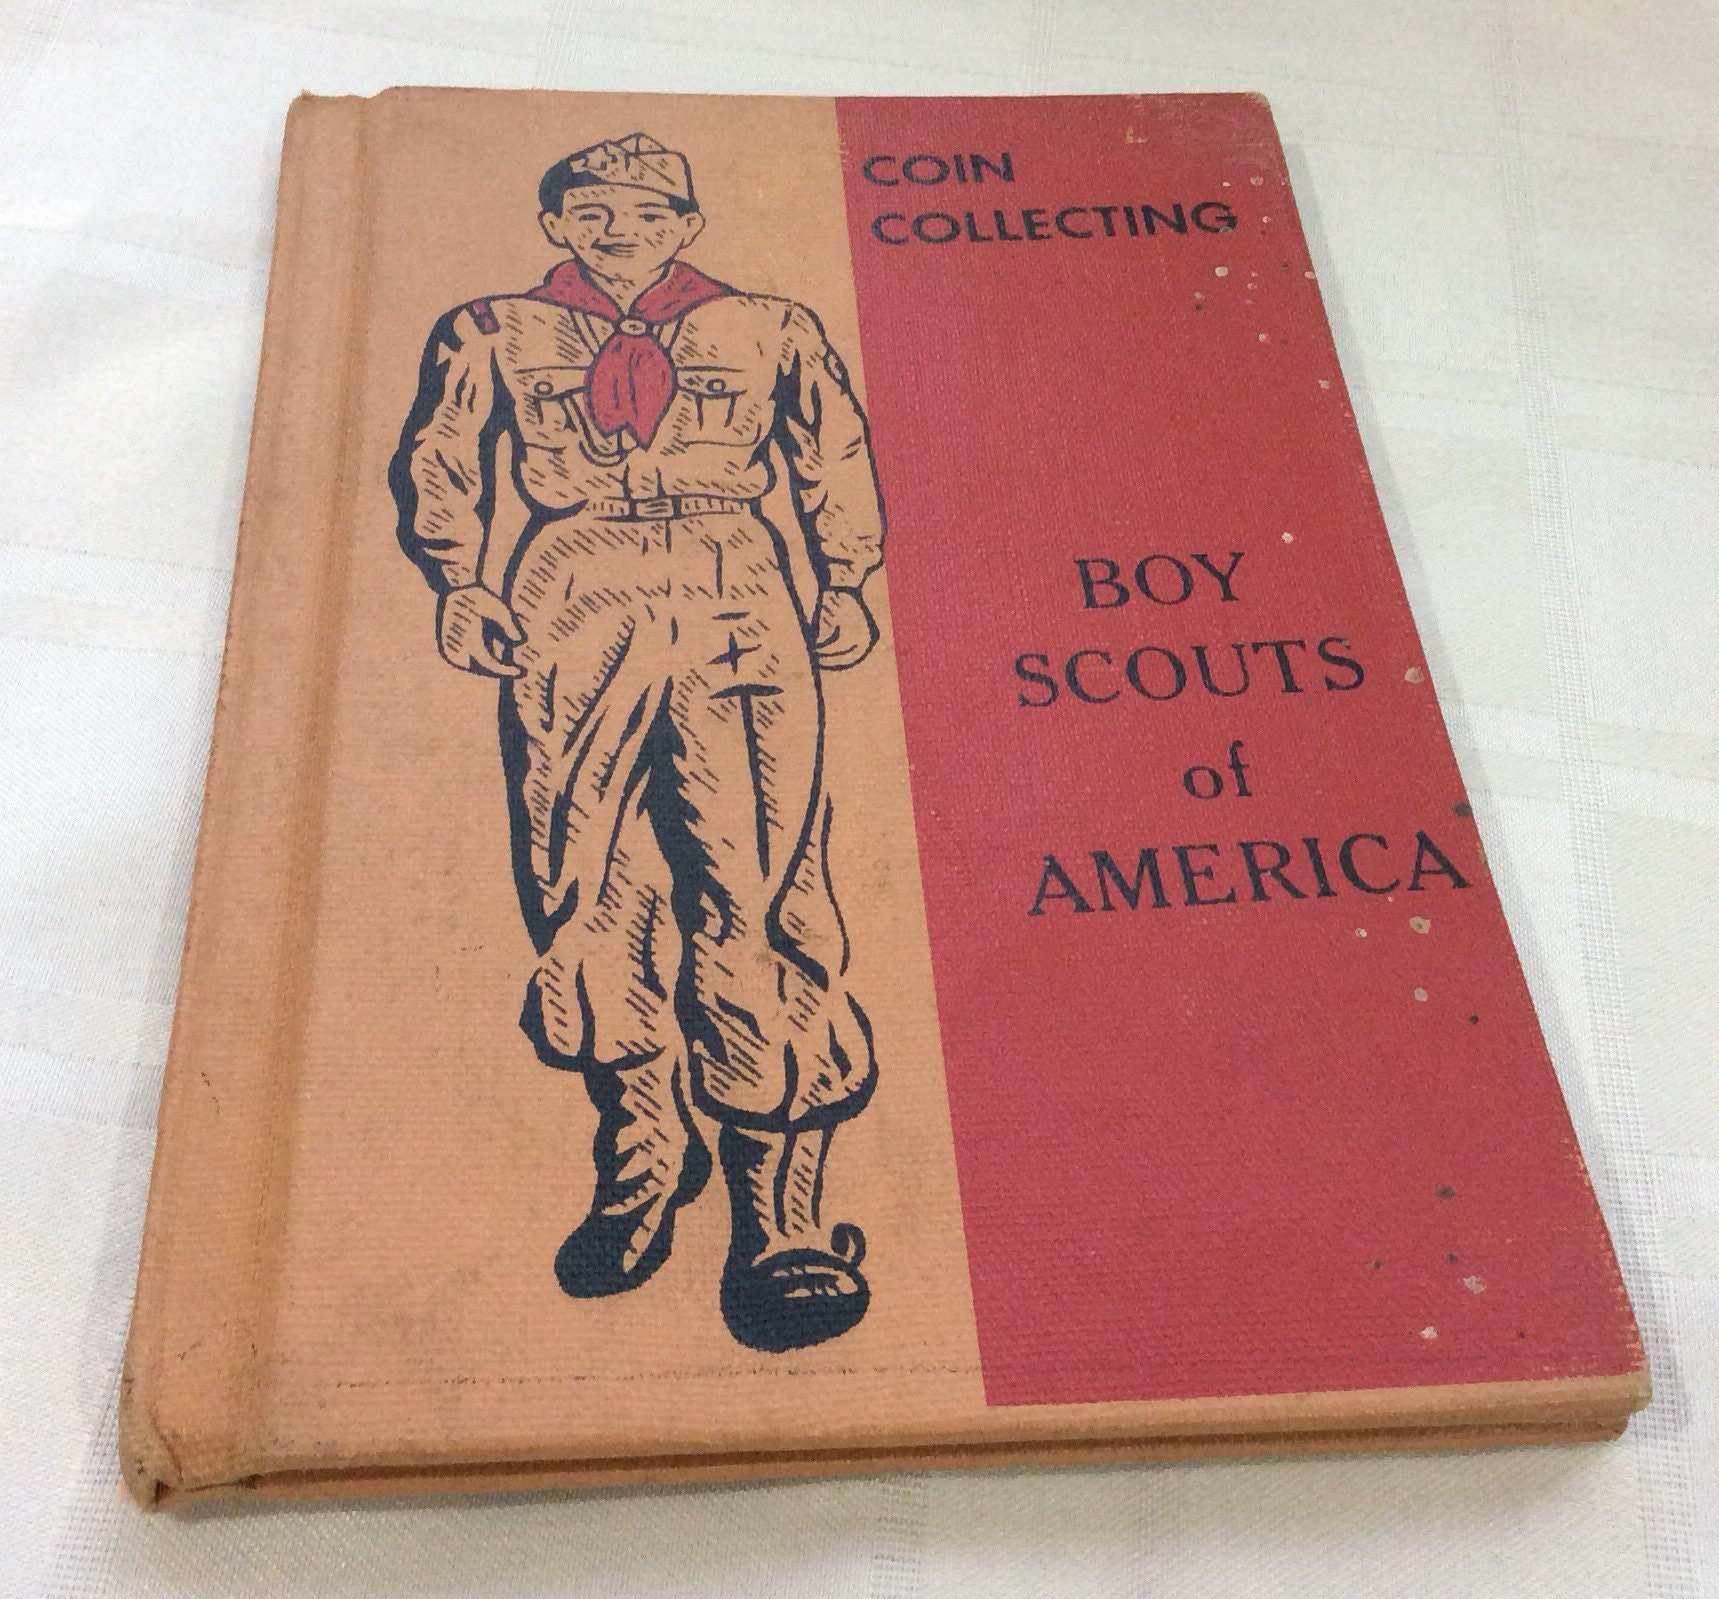 COIN
COLLECTING
BOY
SCOUTS
of
AMERICA